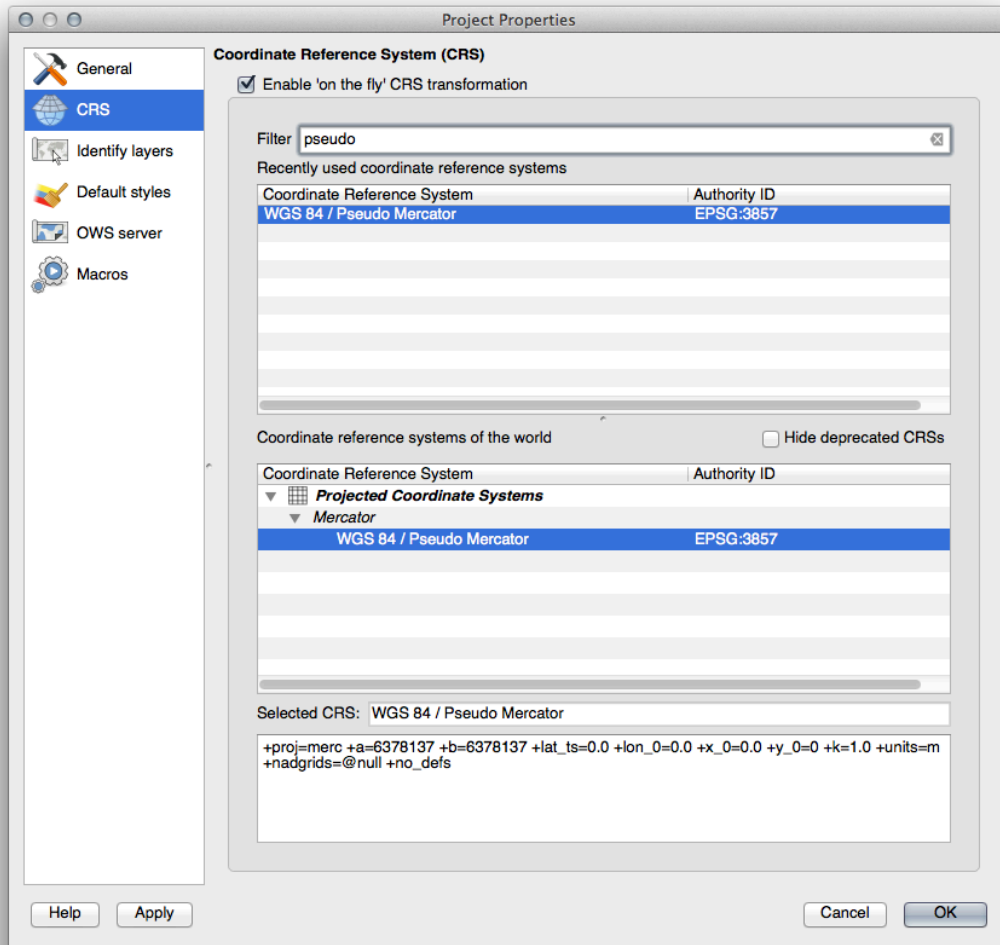 Project Properties
General
CRS
Identify layers
Default styles
OWS server
Macros
Coordinate Reference System (CRS)
Enable 'on the fly' CRS transformation
Filter pseudo
Recently used coordinate reference systems
Coordinate Reference System Authority ID
WGS 84 / Pseudo Mercator EPSG:3857
Coordinate reference systems of the world Hide deprecated CRSs
Coordinate Reference System Authority ID
Projected Coordinate Systems
Mercator
WGS 84 / Pseudo Mercator EPSG:3857
Selected CRS: WGS 84 / Pseudo Mercator
+proj=merc +a=6378137 +b=6378137 +lat_ts=0.0 +lon_0=0.0 +x_0=0.0 +y_0=0 +k=1.0 +units=m
+nadgrids=@null +no_defs
Help Apply Cancel OK